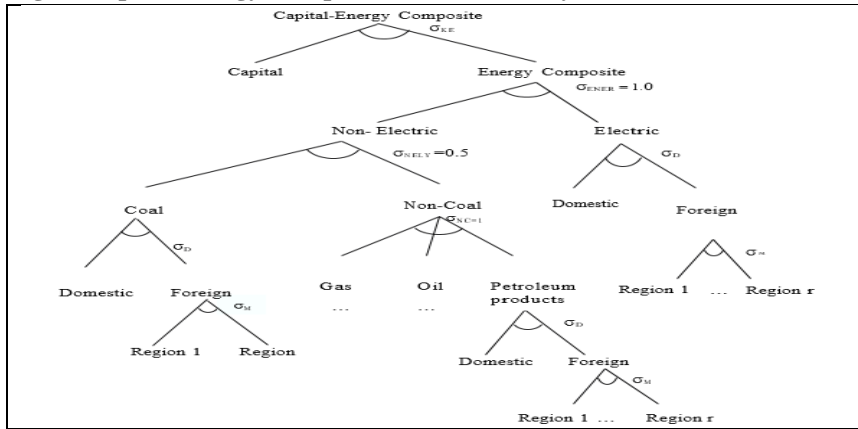 Capital-Energy Composite
σKE
Capital
Energy Composite
σENER = 1.0
Non- Electric
Electric
σNELY =0.5
σD
Coal
Non-Coal
Domestic
Foreign
σNC=1
σD
Domestic
Foreign
Gas
Oil
Petroleum
products
Region 1 ... Region r
σM
... ...
σD
Region 1
Region
Domestic
Foreign
σM
Region 1 ... Region r